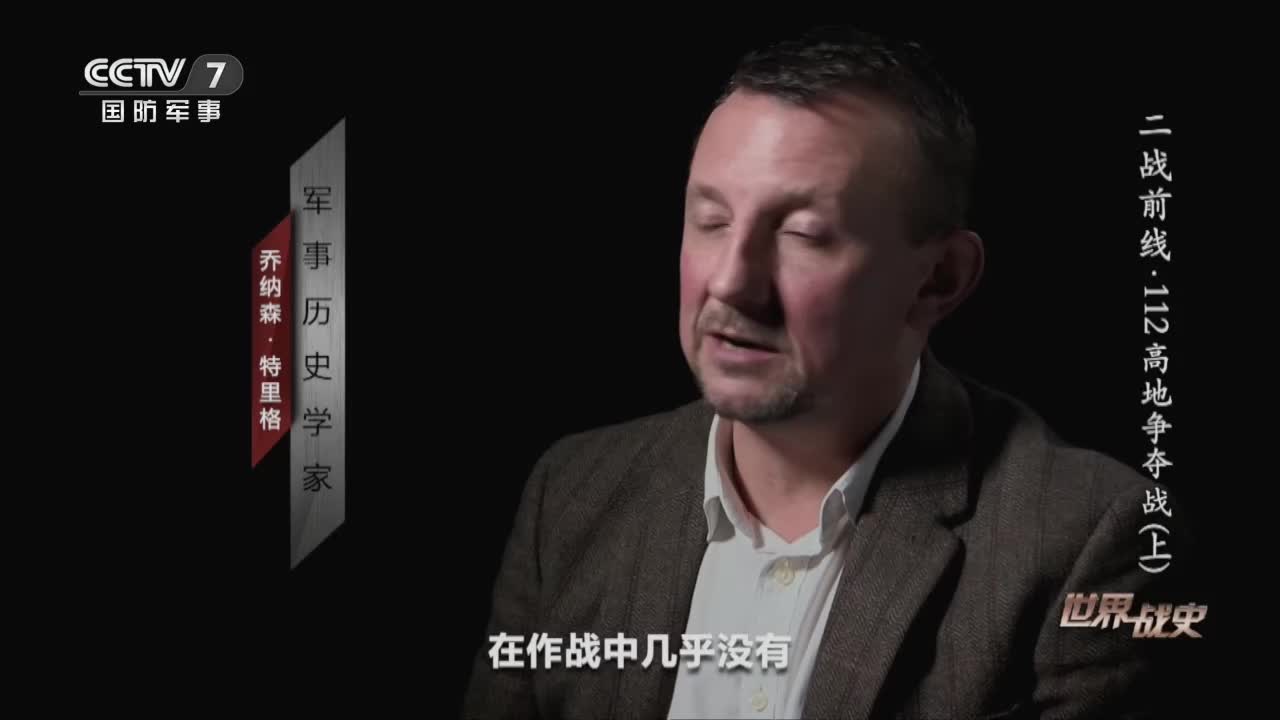 CCTV 7
国防军事
军事历史学家
乔纳森·特里格
二战前线·112高地争夺战(上)
世界战史
在作战中几乎没有